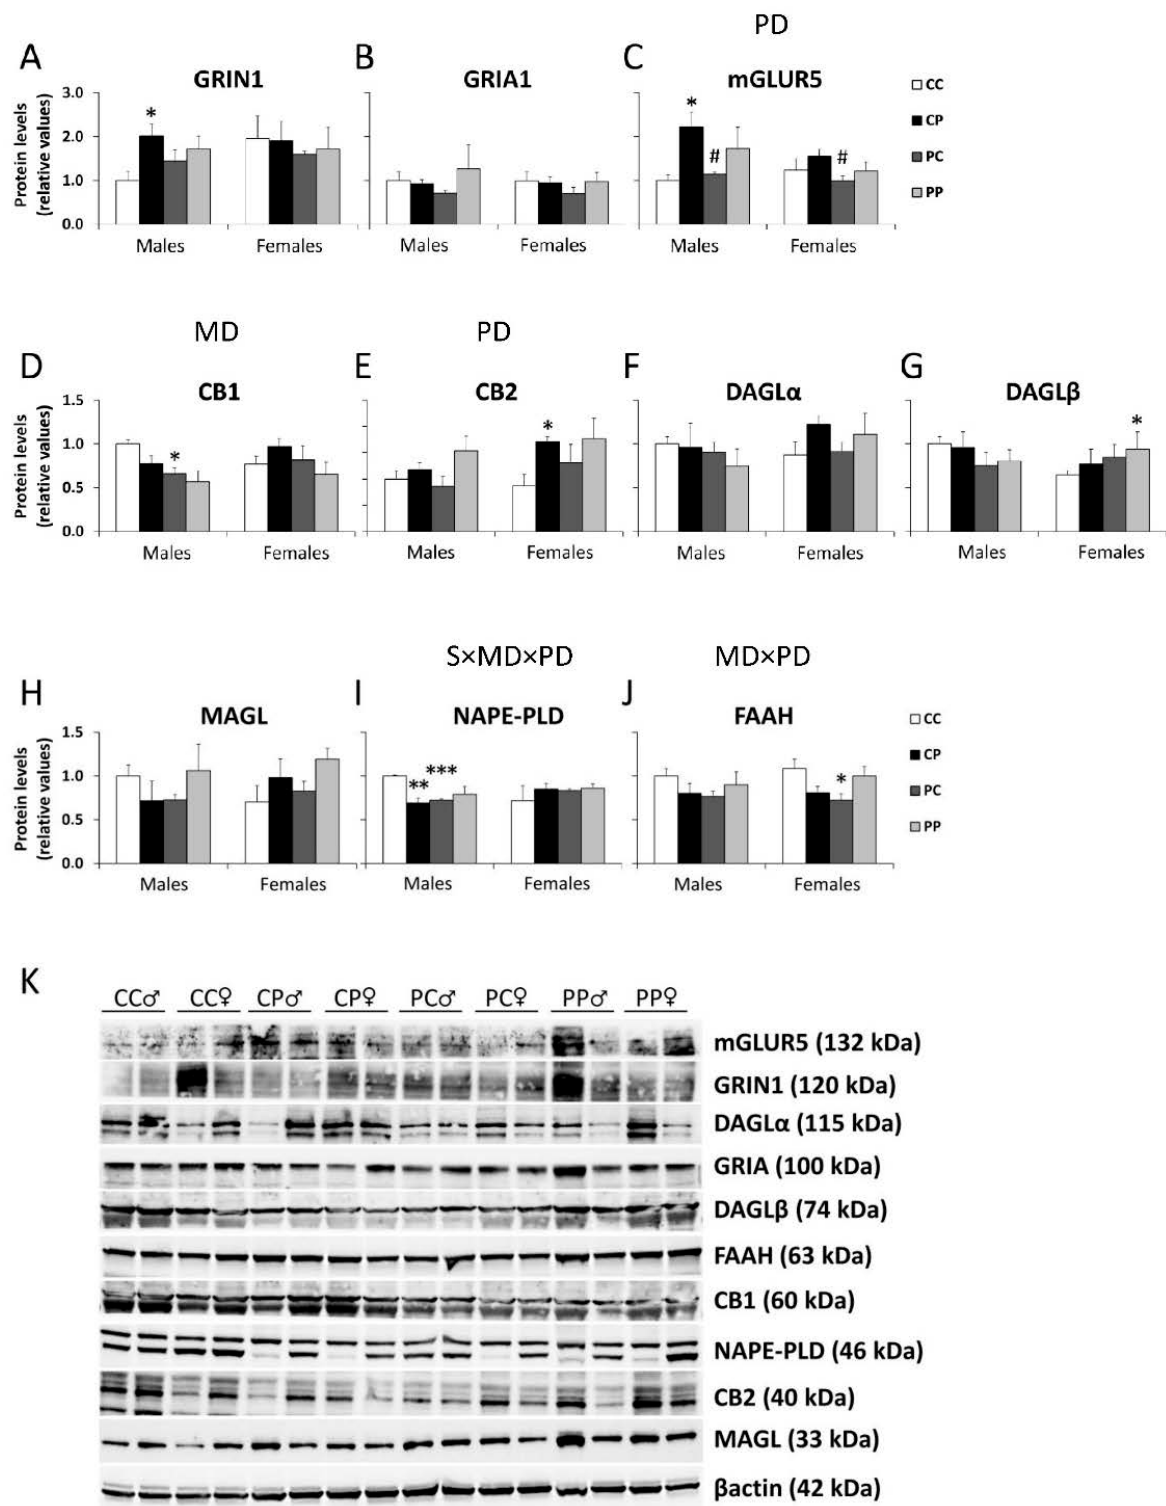 PD
A B C
GRIN1 GRIA1 mGLUR5
Protein levels
(relative values)
3.0
2.0
1.0
0.0
* * # #
CC
CP
PC
PP
Males Females Males Females Males Females
MD PD
D E F G
CB1 CB2 DAGLα DAGLβ
Protein levels
(relative values)
1.5
1.0
0.5
0.0
* * *
Males Females Males Females Males Females Males Females
S×MD×PD MD×PD
H I J
MAGL NAPE-PLD FAAH
Protein levels
(relative values)
1.5
1.0
0.5
0.0
** *** *
CC
CP
PC
PP
Males Females Males Females Males Females
K
CC♂ CC♀ CP♂ CP♀ PC♂ PC♀ PP♂ PP♀
mGLUR5 (132 kDa)
GRIN1 (120 kDa)
DAGLα (115 kDa)
GRIA (100 kDa)
DAGLβ (74 kDa)
FAAH (63 kDa)
CB1 (60 kDa)
NAPE-PLD (46 kDa)
CB2 (40 kDa)
MAGL (33 kDa)
βactin (42 kDa)